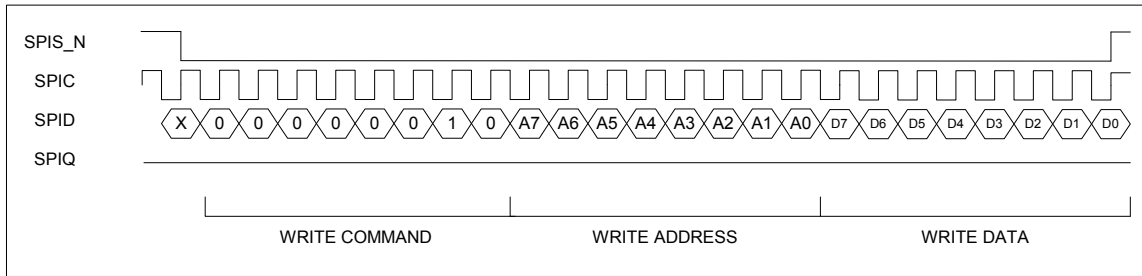 SPIS_N
SPIC
SPID X 0 0 0 0 0 0 1 0 A7 A6 A5 A4 A3 A2 A1 A0 D7 D6 D5 D4 D3 D2 D1 D0
SPIQ
WRITE COMMAND WRITE ADDRESS WRITE DATA